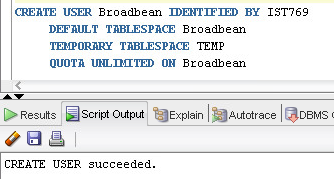 CREATE USER Broadbean IDENTIFIED BY IST769
DEFAULT TABLESPACE Broadbean
TEMPORARY TABLESPACE TEMP
QUOTA UNLIMITED ON Broadbean
Results Script Output Explain Autotrace DBMS
CREATE USER succeeded.